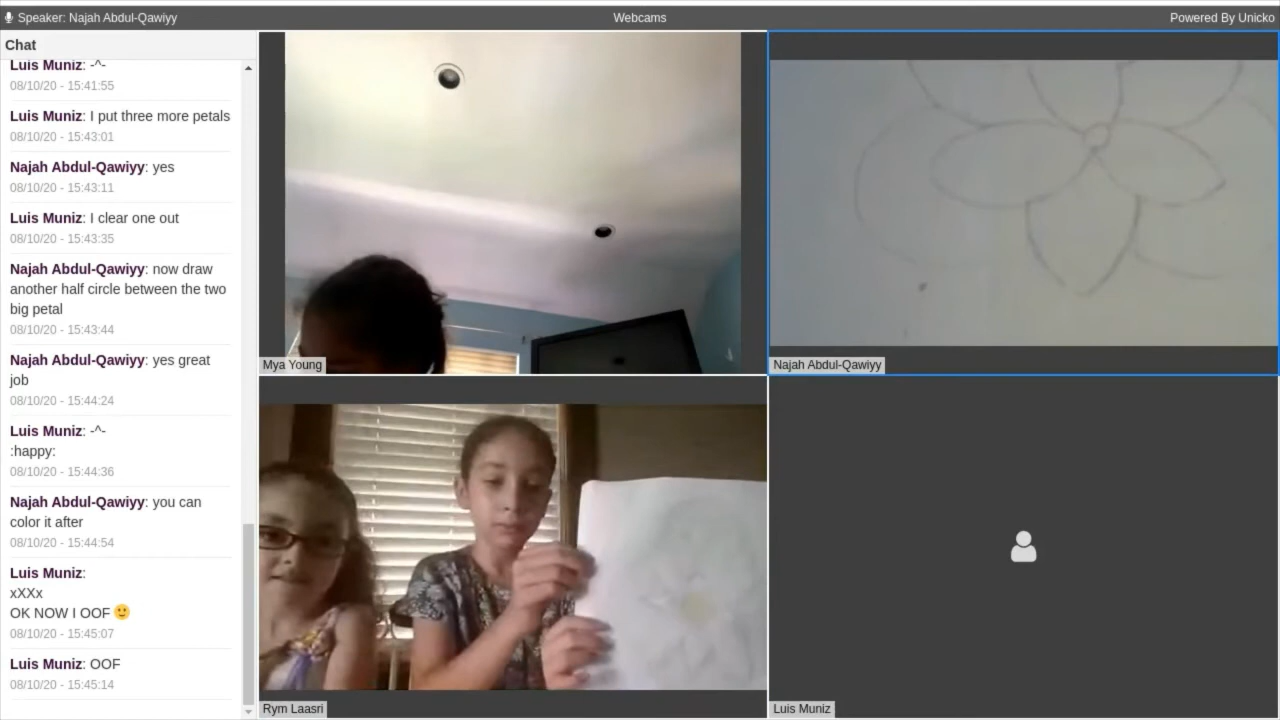 Speaker: Najah Abdul-Qawiyy
Webcams
Powered By Unicko
Chat
Luis Muniz: -^-
08/10/20 - 15:41:55
Luis Muniz: I put three more petals
08/10/20 - 15:43:01
Najah Abdul-Qawiyy: yes
08/10/20 - 15:43:11
Luis Muniz: I clear one out
08/10/20 - 15:43:35
Najah Abdul-Qawiyy: now draw
another half circle between the two
big petal
08/10/20 - 15:43:44
Najah Abdul-Qawiyy: yes great
job
08/10/20 - 15:44:24
Luis Muniz: -^-
:happy:
08/10/20 - 15:44:36
Najah Abdul-Qawiyy: you can
color it after
08/10/20 - 15:44:54
Luis Muniz:
xXXx
OK NOW I OOF 🙂
08/10/20 - 15:45:07
Luis Muniz: OOF
08/10/20 - 15:45:14
Mya Young
Najah Abdul-Qawiyy
Rym Laasri
Luis Muniz